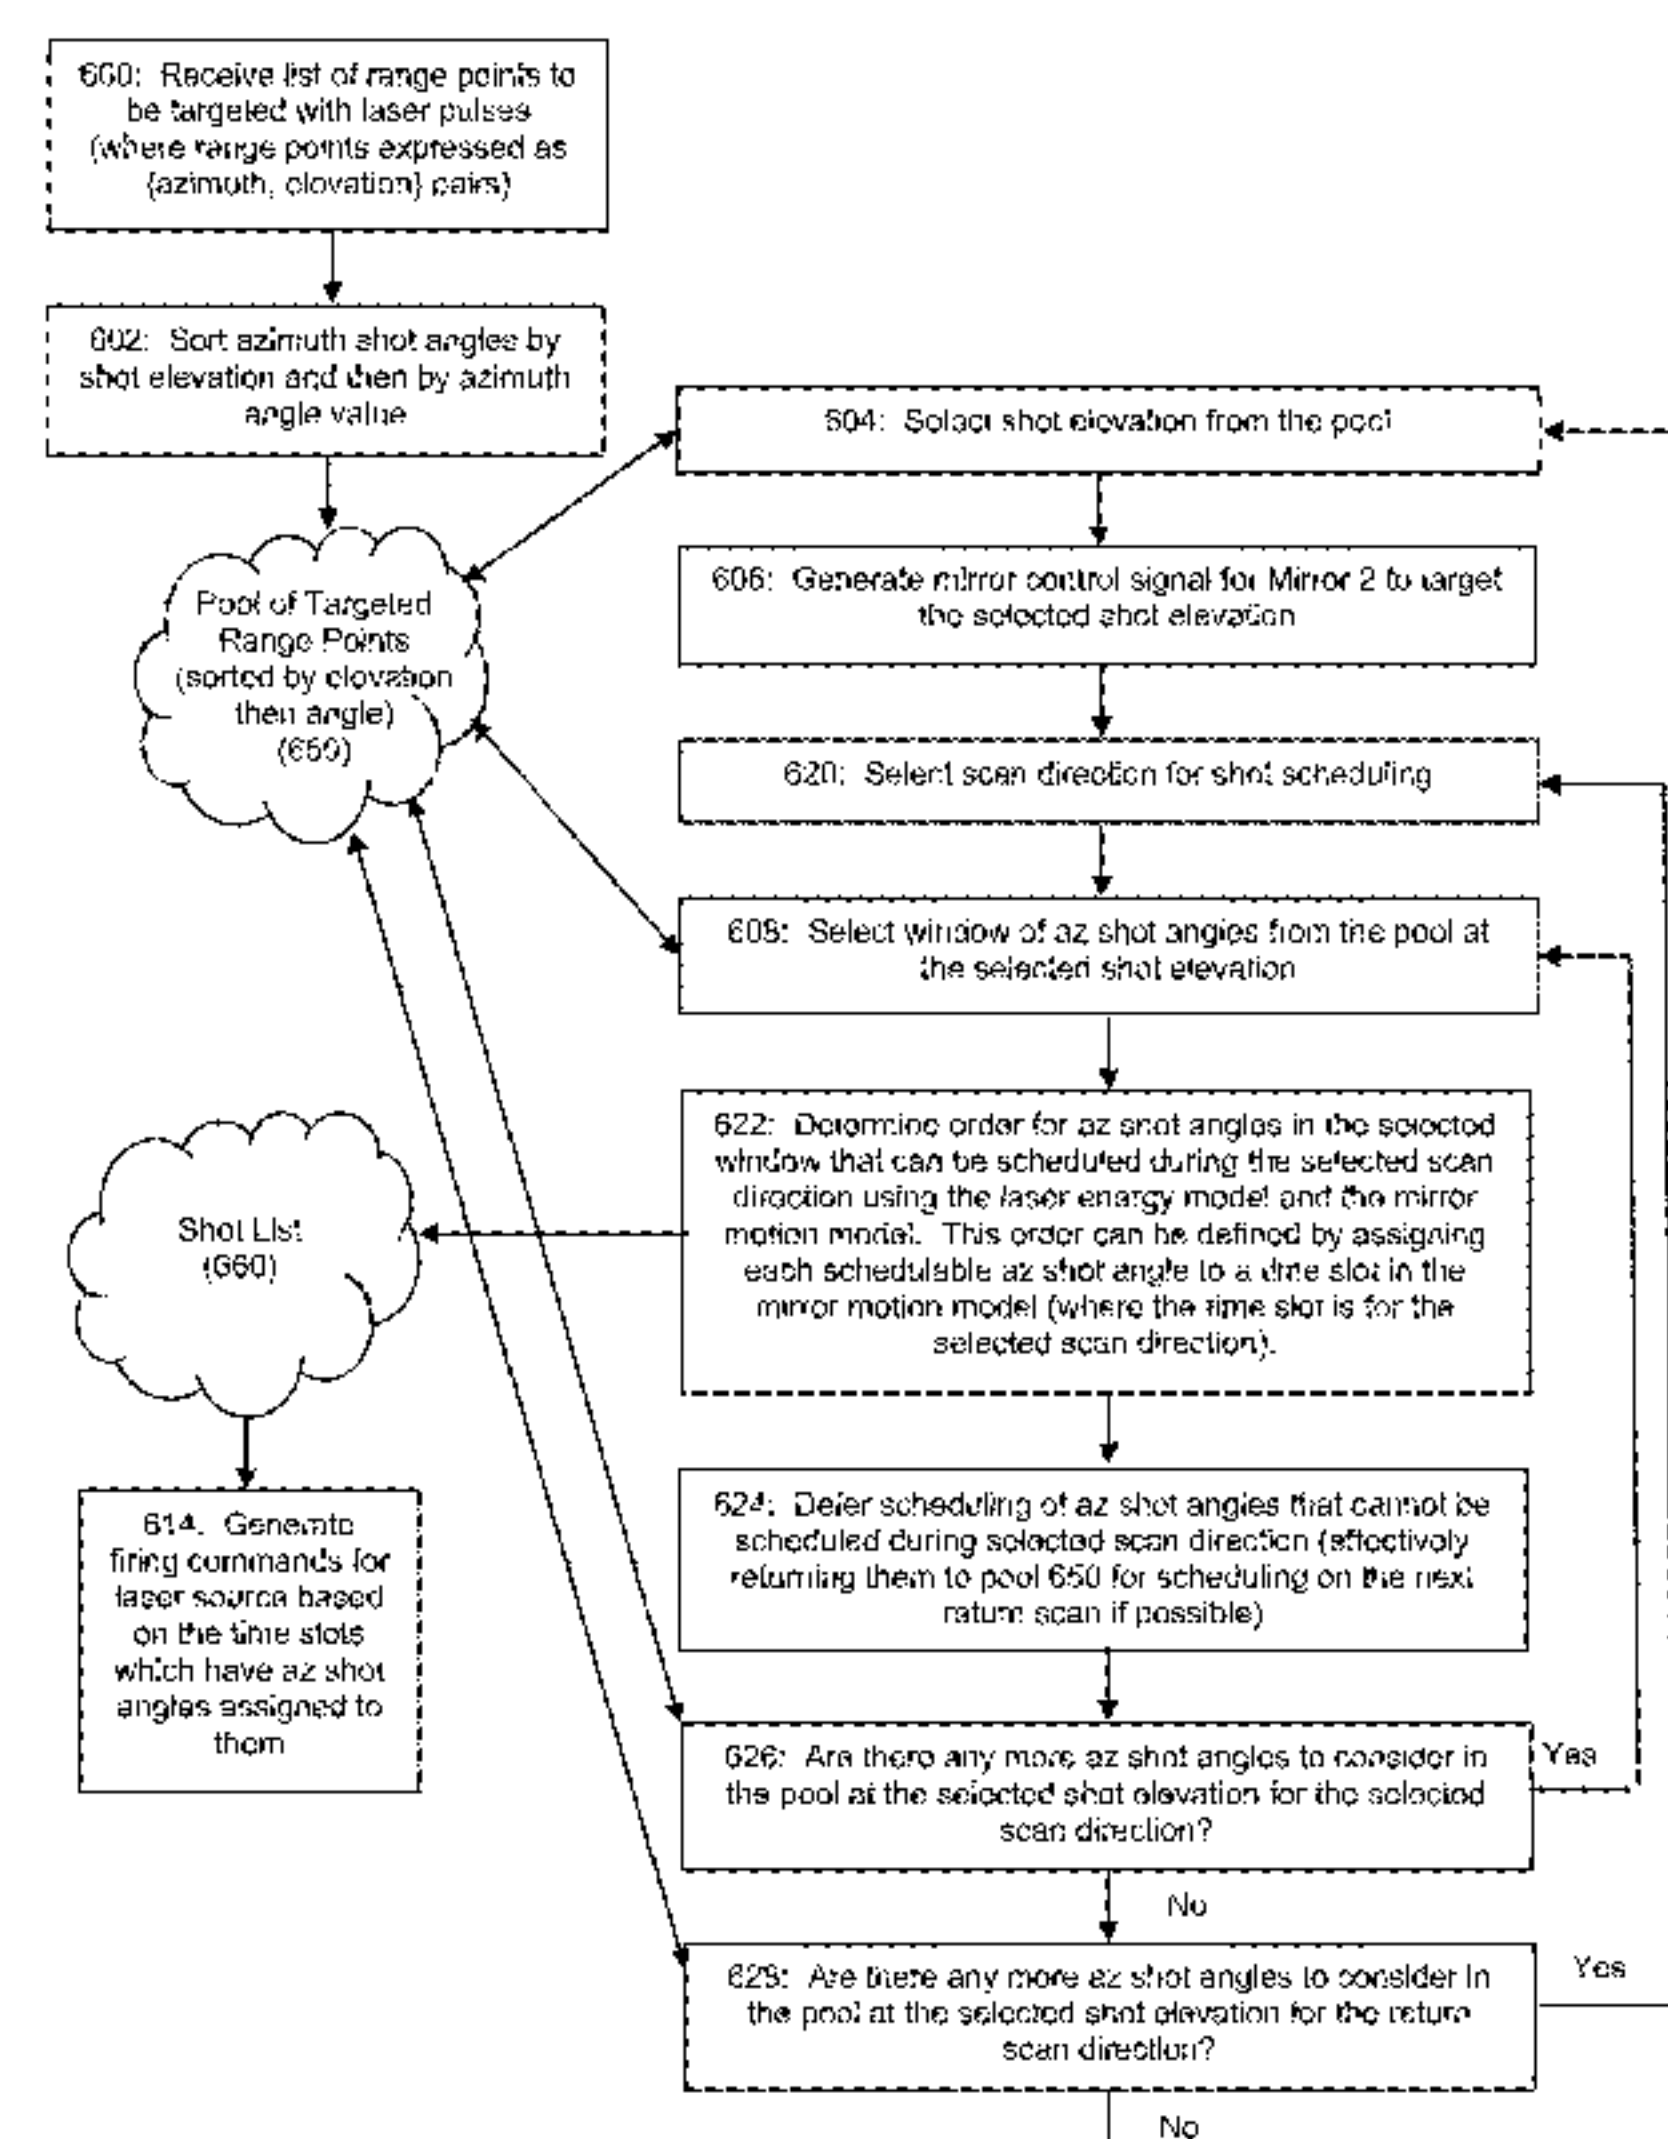 600: Receive list of range points to
be targeted with laser pulses
(where range points expressed as
{azimuth, elevation} pairs)
602: Sort azimuth shot angles by
shot elevation and then by azimuth
angle value
604: Select shot elevation from the pool
606: Generate mirror control signal for Mirror 2 to target
the selected shot elevation
Pool of Targeted
Range Points
(sorted by elevation
then angle)
(650)
620: Select scan direction for shot scheduling
608: Select window of az shot angles from the pool at
the selected shot elevation
622: Determine order for az shot angles in the selected
window that can be scheduled during the selected scan
direction using the laser energy model and the mirror
motion model. This order can be defined by assigning
each schedulable az shot angle to a time slot in the
mirror motion model (where the time slot is for the
selected scan direction).
Shot List
(660)
624: Defer scheduling of az shot angles that cannot be
scheduled during selected scan direction (effectively
returning them to pool 650 for scheduling on the next
return scan if possible)
614: Generate
firing commands for
laser source based
on the time slots
which have az shot
angles assigned to
them
626: Are there any more az shot angles to consider in
the pool at the selected shot elevation for the selected
scan direction?
Yes
No
628: Are there any more az shot angles to consider in
the pool at the selected shot elevation for the return
scan direction?
Yes
No